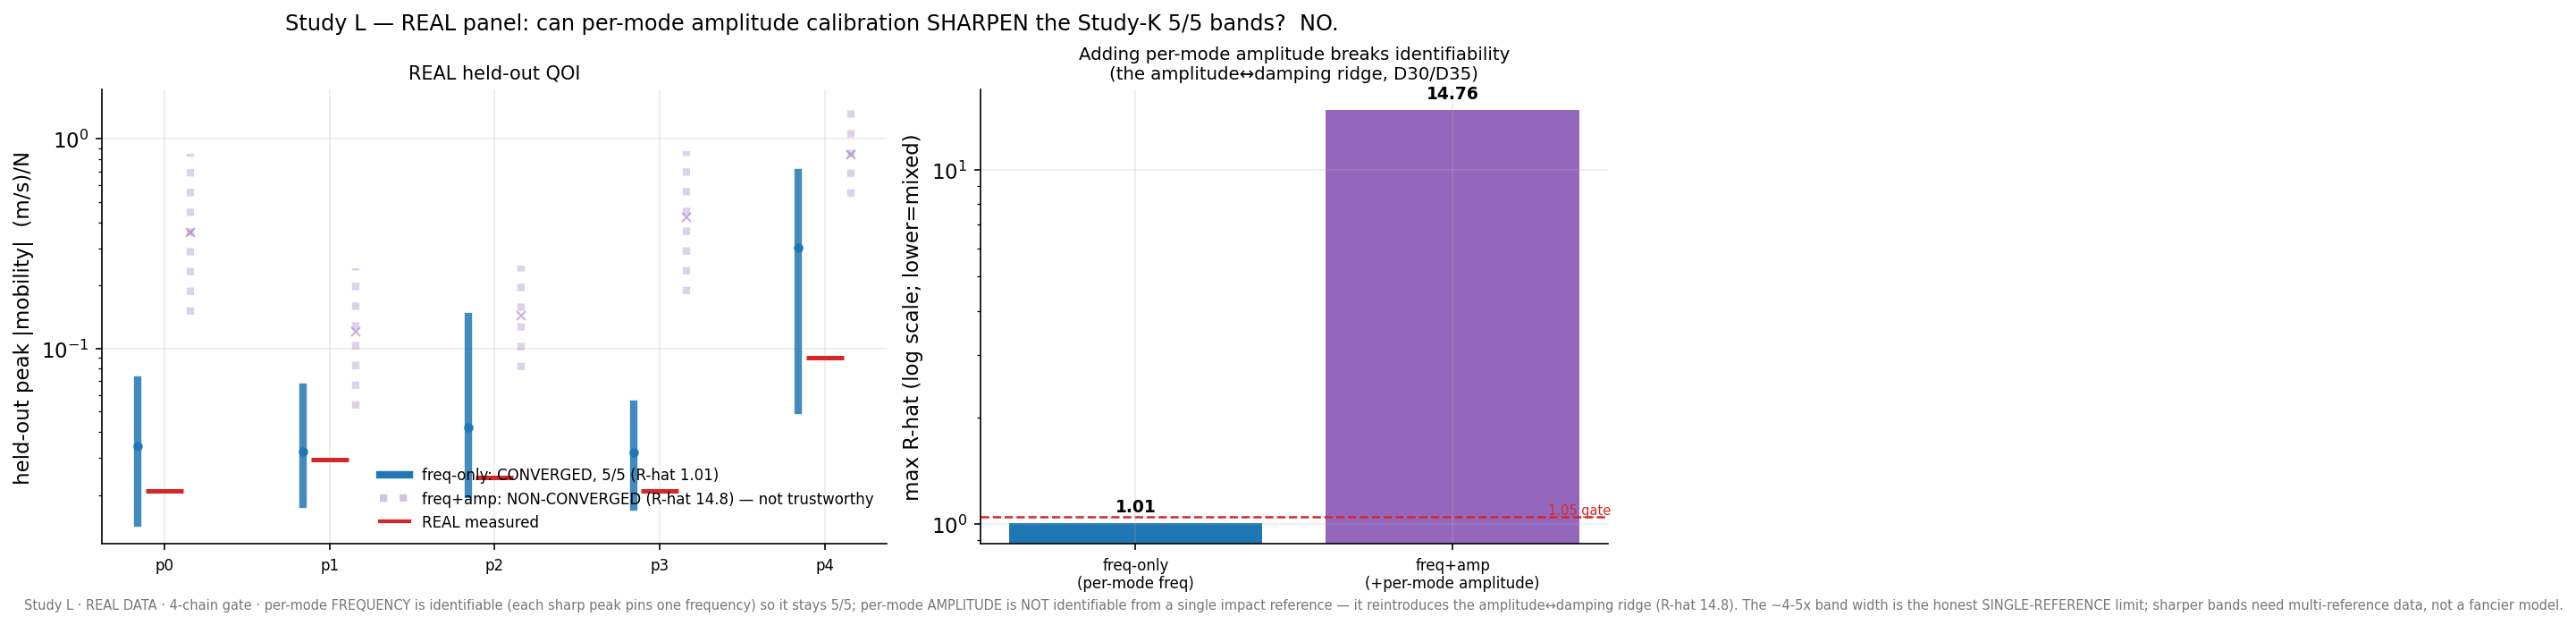 Study L — REAL panel: can per-mode amplitude calibration SHARPEN the Study-K 5/5 bands?  NO.
REAL held-out QOI
held-out peak |mobility|  (m/s)/N
10⁰
10⁻¹
p0
p1
p2
p3
p4
freq-only: CONVERGED, 5/5 (R-hat 1.01)
freq+amp: NON-CONVERGED (R-hat 14.8) — not trustworthy
REAL measured
Adding per-mode amplitude breaks identifiability
(the amplitude↔damping ridge, D30/D35)
max R-hat (log scale; lower=mixed)
10¹
10⁰
14.76
1.01
1.05 gate
freq-only
(per-mode freq)
freq+amp
(+per-mode amplitude)
Study L · REAL DATA · 4-chain gate · per-mode FREQUENCY is identifiable (each sharp peak pins one frequency) so it stays 5/5; per-mode AMPLITUDE is NOT identifiable from a single impact reference — it reintroduces the amplitude↔damping ridge (R-hat 14.8). The ~4-5x band width is the honest SINGLE-REFERENCE limit; sharper bands need multi-reference data, not a fancier model.